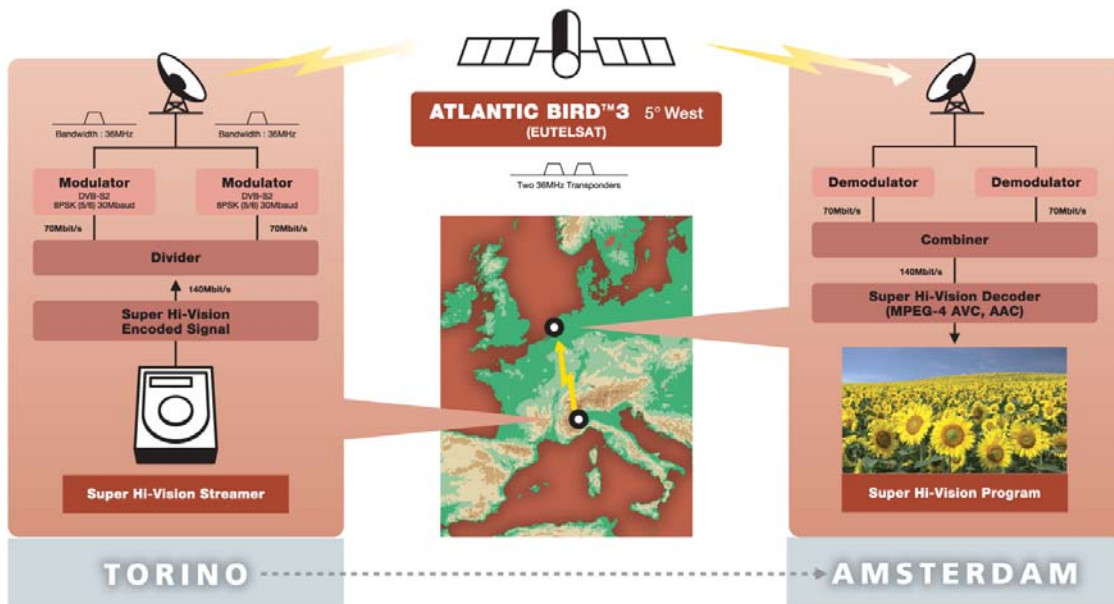 ATLANTIC BIRD™3 5° West
(EUTELSAT)
Two 36MHz Transponders
Bandwidth : 36MHz
Bandwidth : 36MHz
Modulator
DVB-S2
8PSK (5/6) 30Mbaud
Modulator
DVB-S2
8PSK (5/6) 30Mbaud
70Mbit/s
70Mbit/s
Divider
140Mbit/s
Super Hi-Vision
Encoded Signal
Super Hi-Vision Streamer
TORINO
Demodulator
Demodulator
70Mbit/s
70Mbit/s
Combiner
140Mbit/s
Super Hi-Vision Decoder
(MPEG-4 AVC, AAC)
Super Hi-Vision Program
AMSTERDAM